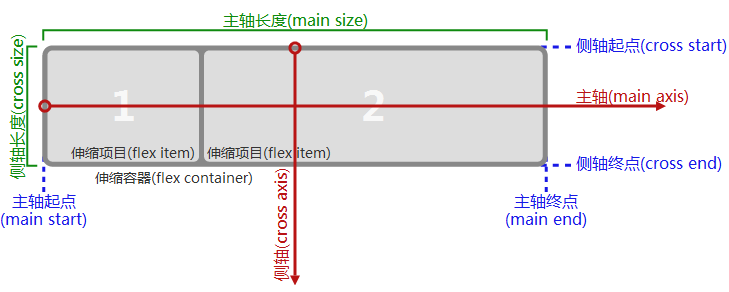 主轴长度(main size)
侧轴起点(cross start)
侧轴长度(cross size)
1
2
主轴(main axis)
伸缩项目(flex item)
伸缩项目(flex item)
侧轴终点(cross end)
伸缩容器(flex container)
侧轴(cross axis)
主轴起点
(main start)
主轴终点
(main end)